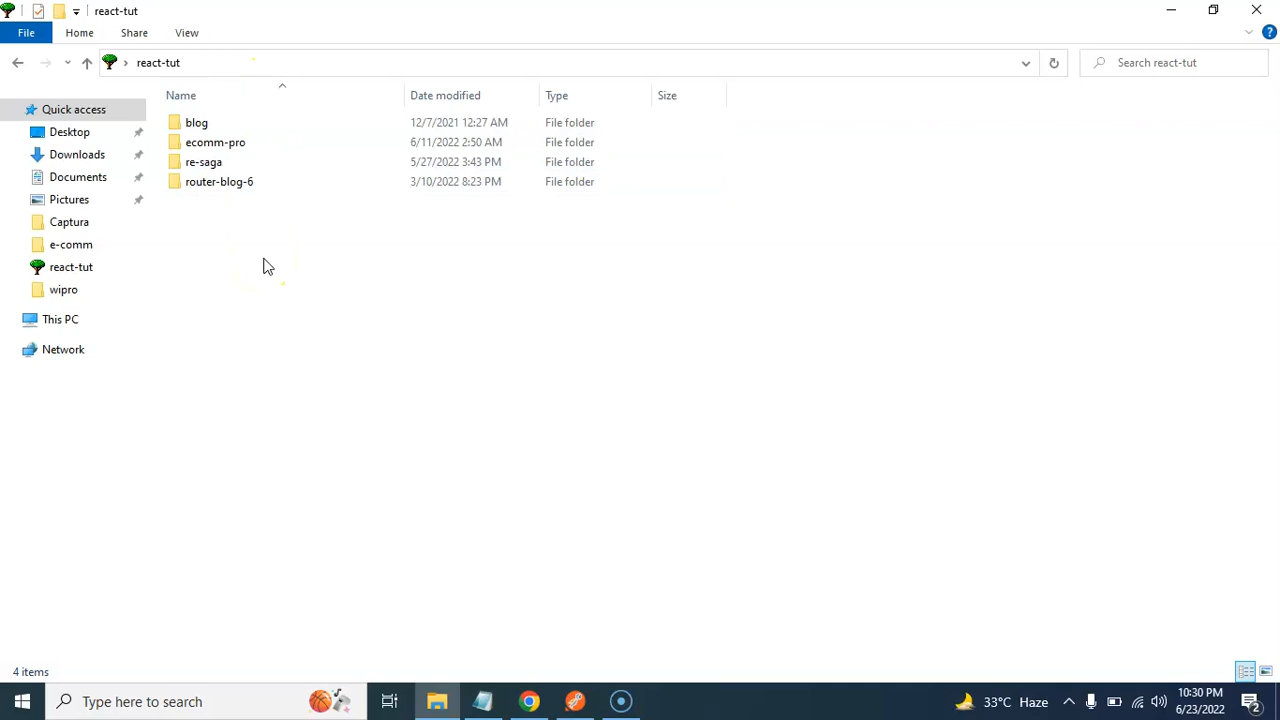 react-tut
File Home Share View
react-tut
Search react-tut
Name Date modified Type Size
Quick access
Desktop
Downloads
Documents
Pictures
Captura
e-comm
react-tut
wipro
This PC
Network
blog 12/7/2021 12:27 AM File folder
ecomm-pro 6/11/2022 2:50 AM File folder
re-saga 5/27/2022 3:43 PM File folder
router-blog-6 3/10/2022 8:23 PM File folder
4 items
Type here to search
33°C Haze
10:30 PM
6/23/2022
2